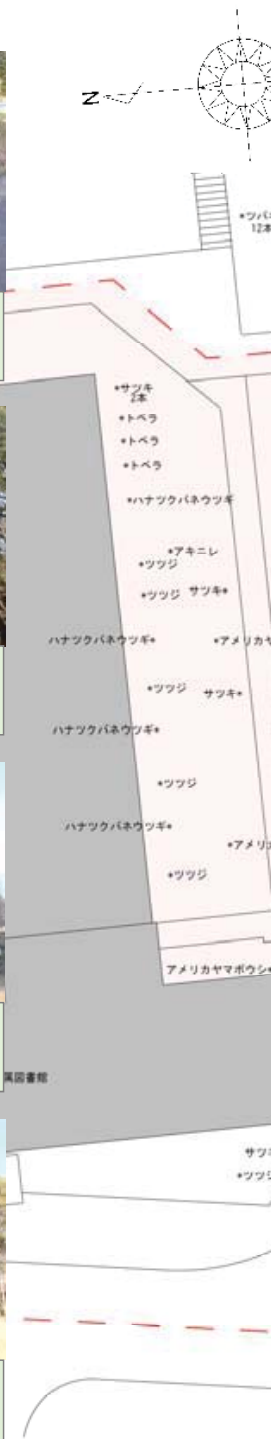 N
*ツバキ
12本
*サツキ
2本
*トベラ
*トベラ
*トベラ
*ハナツクバネウツギ
*アキニレ
*ツツジ
*ツツジ サツキ*
ハナツクバネウツギ* *アメリカヤ
*ツツジ サツキ*
ハナツクバネウツギ*
*ツツジ
ハナツクバネウツギ*
*アメリカ
*ツツジ
アメリカヤマボウシ*
属図書館
サツキ
*ツツジ